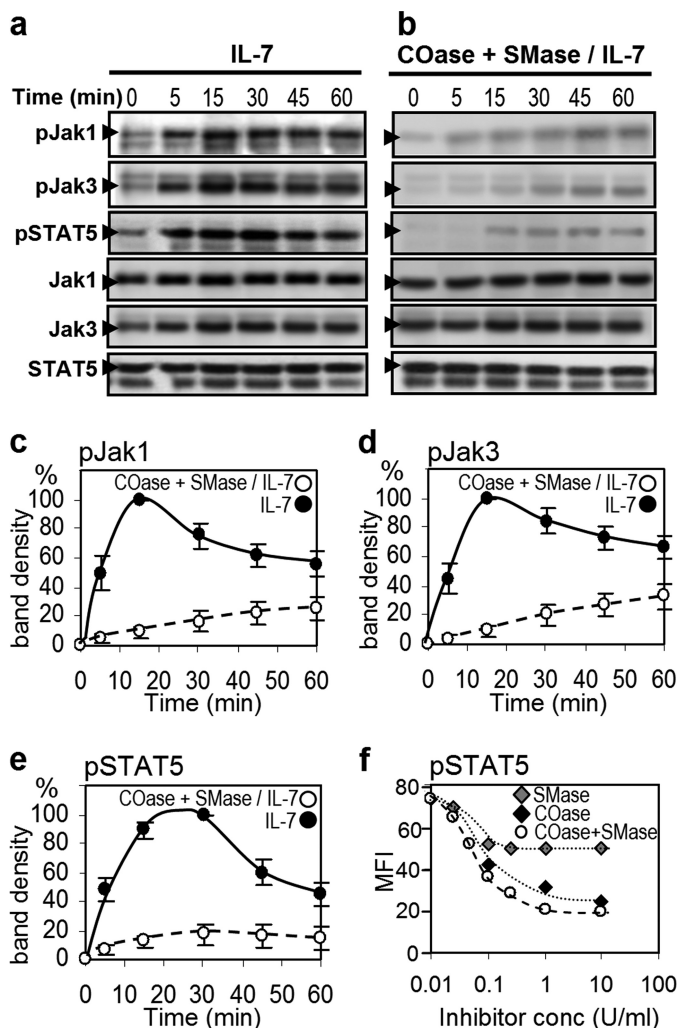 a b
IL-7 COase + SMase / IL-7
Time (min) 0 5 15 30 45 60 0 5 15 30 45 60
pJak1
pJak3
pSTAT5
Jak1
Jak3
STAT5
c pJak1
%
COase + SMase / IL-7
IL-7
100
80
60
40
20
0
band density
0 10 20 30 40 50 60
Time (min)
d pJak3
%
COase + SMase / IL-7
IL-7
100
80
60
40
20
0
band density
0 10 20 30 40 50 60
Time (min)
e pSTAT5
%
COase + SMase / IL-7
IL-7
100
80
60
40
20
0
band density
0 10 20 30 40 50 60
Time (min)
f pSTAT5
80
60
40
20
0
MFI
SMase
COase
COase+SMase
0.01 0.1 1 10 100
Inhibitor conc (U/ml)